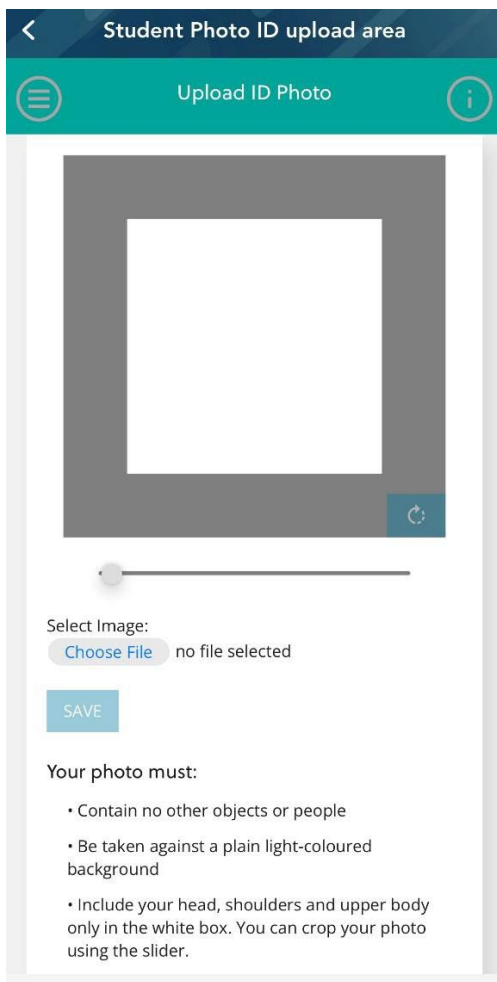 Student Photo ID upload area
Upload ID Photo
Select Image:
Choose File no file selected
SAVE
Your photo must:
• Contain no other objects or people
• Be taken against a plain light-coloured
background
• Include your head, shoulders and upper body
only in the white box. You can crop your photo
using the slider.